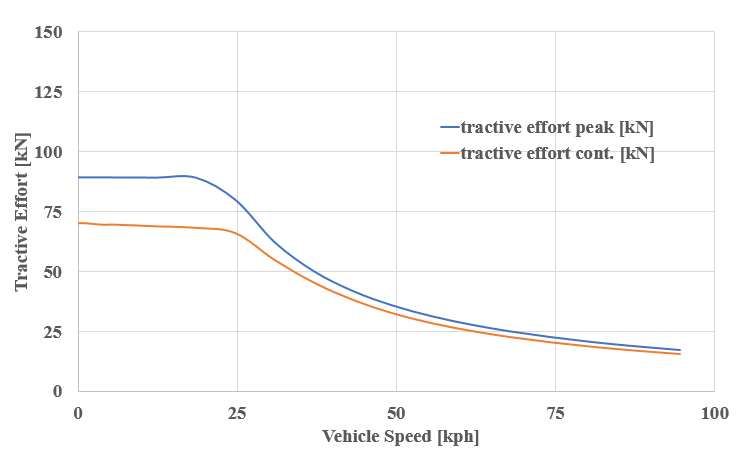 150
125
100
75
50
25
0
Tractive Effort [kN]
tractive effort peak [kN]
tractive effort cont. [kN]
0 25 50 75 100
Vehicle Speed [kph]